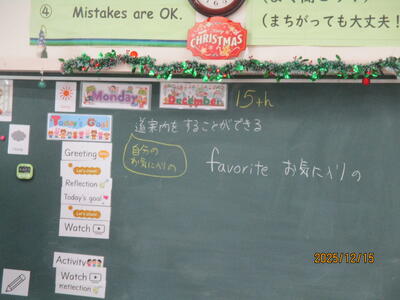 ④ Mistakes are OK.
(まちがっても大丈夫!
Merry
CHRISTMAS
Monday
December
15th
Today's Goal
道案内をすることができる
自分の
お気に入りの
favorite お気に入りの
Greeting
Let's start!
Reflection
Today's goal
Let's start!
Watch
Activity
Watch
Reflection
2025/12/15